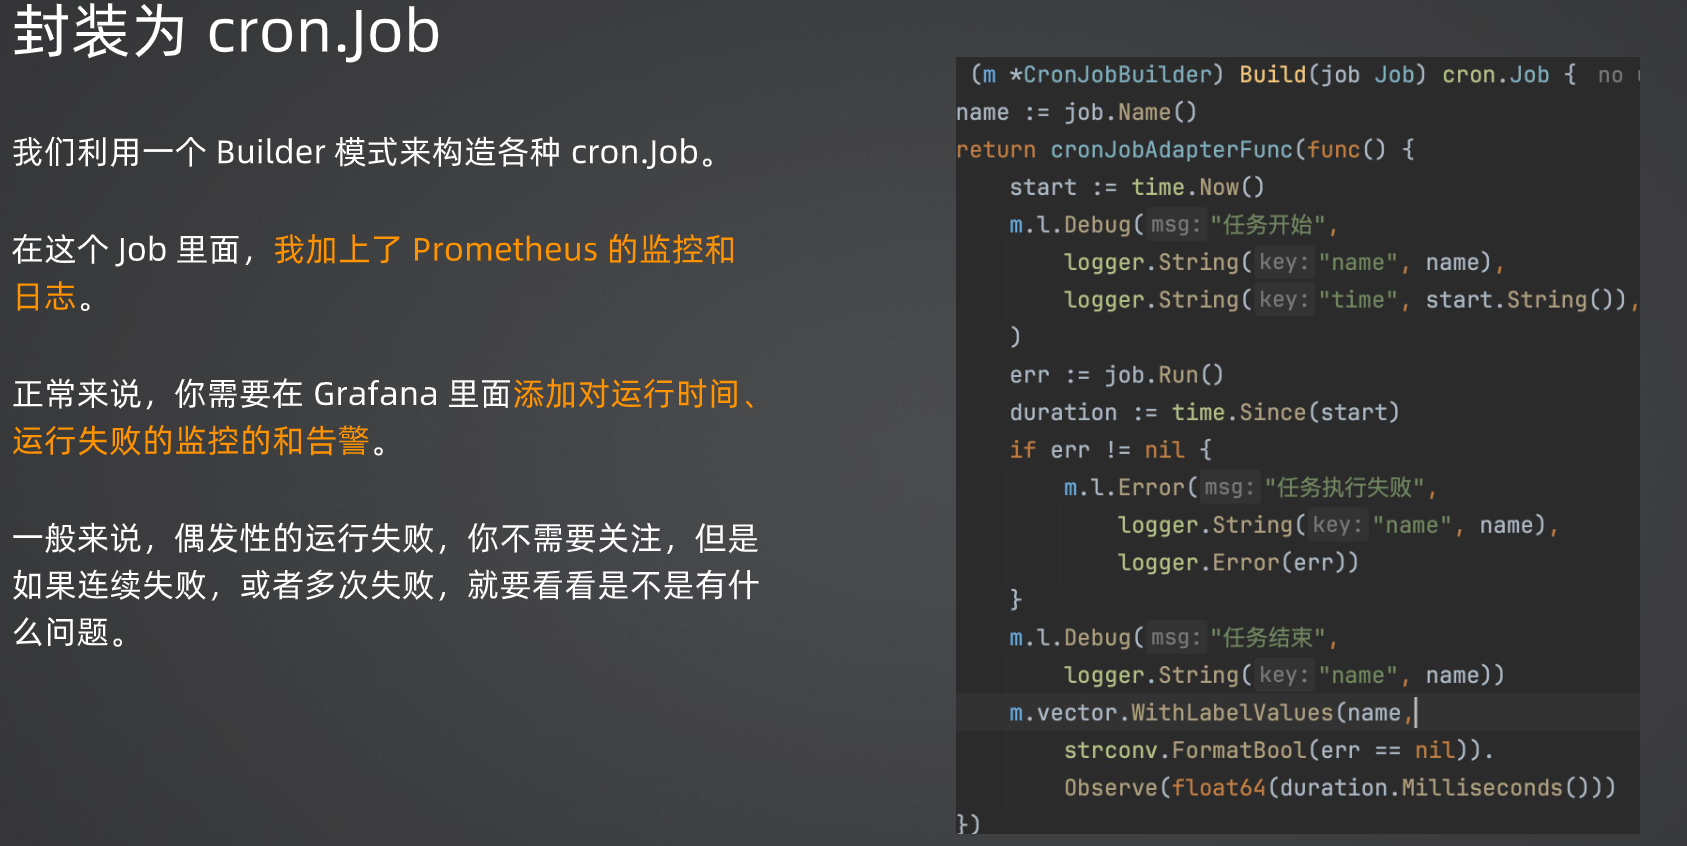 封装为 cron.Job
我们利用一个 Builder 模式来构造各种 cron.Job。
在这个 Job 里面，我加上了 Prometheus 的监控和
日志。
正常来说，你需要在 Grafana 里面添加对运行时间、
运行失败的监控的和告警。
一般来说，偶发性的运行失败，你不需要关注，但是
如果连续失败，或者多次失败，就要看看是不是有什
么问题。
(m *CronJobBuilder) Build(job Job) cron.Job { no
name := job.Name()
return cronJobAdapterFunc(func() {
start := time.Now()
m.l.Debug( msg: "任务开始",
logger.String( key: "name", name),
logger.String( key: "time", start.String()),
)
err := job.Run()
duration := time.Since(start)
if err != nil {
m.l.Error( msg: "任务执行失败",
logger.String( key: "name", name),
logger.Error(err))
}
m.l.Debug( msg: "任务结束",
logger.String( key: "name", name))
m.vector.WithLabelValues(name,
strconv.FormatBool(err == nil)).
Observe(float64(duration.Milliseconds()))
})